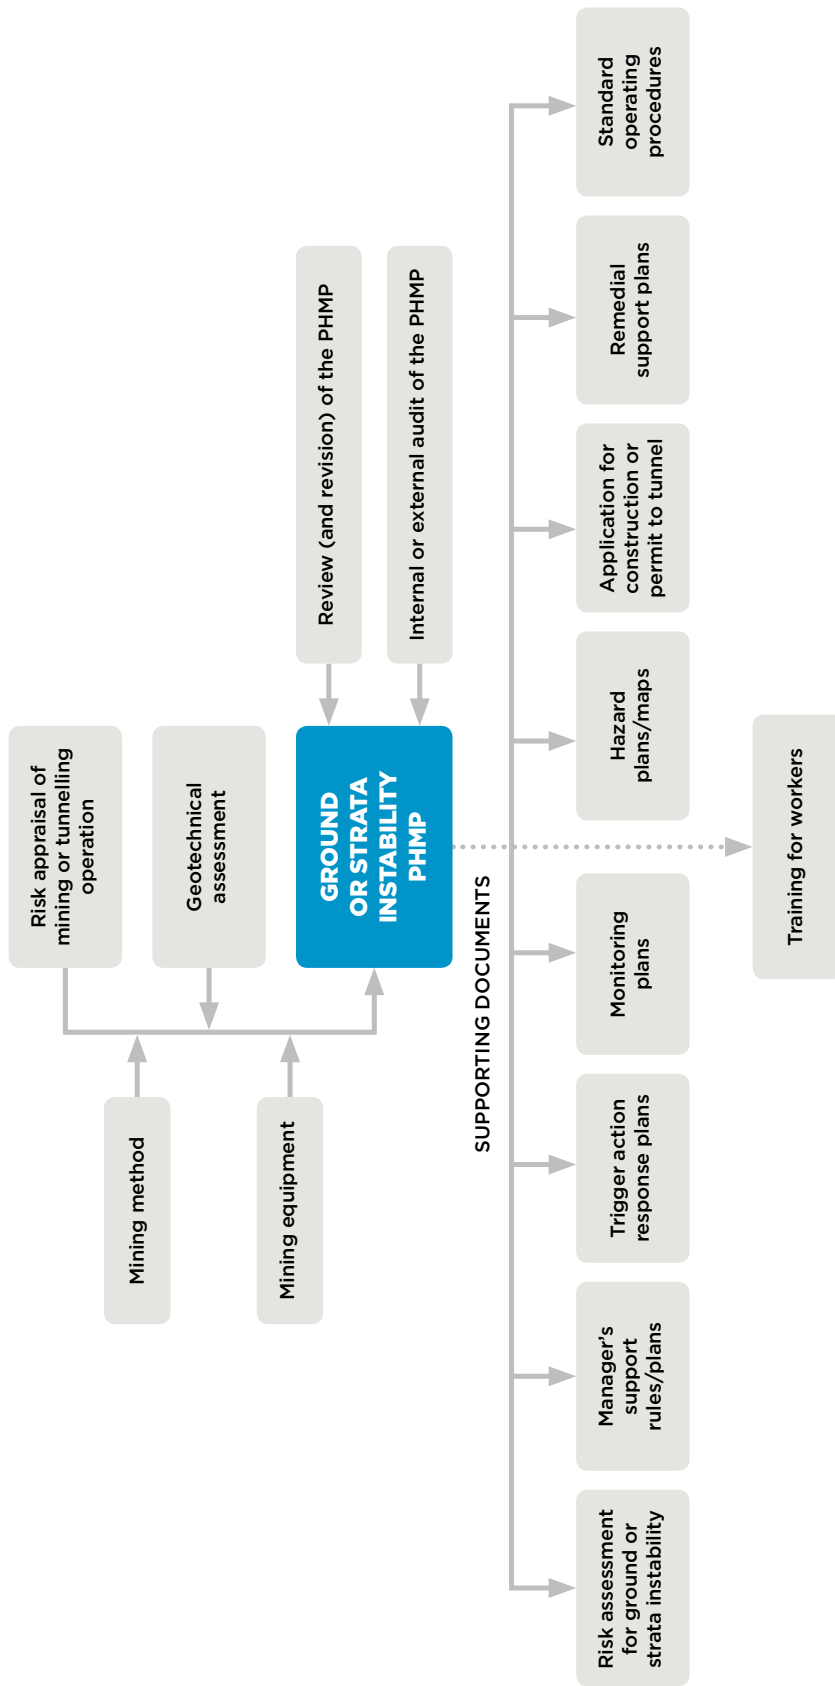 Risk appraisal of
mining or tunnelling
operation
Mining method
Geotechnical
assessment
Mining equipment
GROUND
OR STRATA
INSTABILITY
PHMP
Review (and revision) of the PHMP
Internal or external audit of the PHMP
SUPPORTING DOCUMENTS
Risk assessment
for ground or
strata instability
Manager’s
support
rules/plans
Trigger action
response plans
Monitoring
plans
Hazard
plans/maps
Application for
construction or
permit to tunnel
Remedial
support plans
Standard
operating
procedures
Training for workers